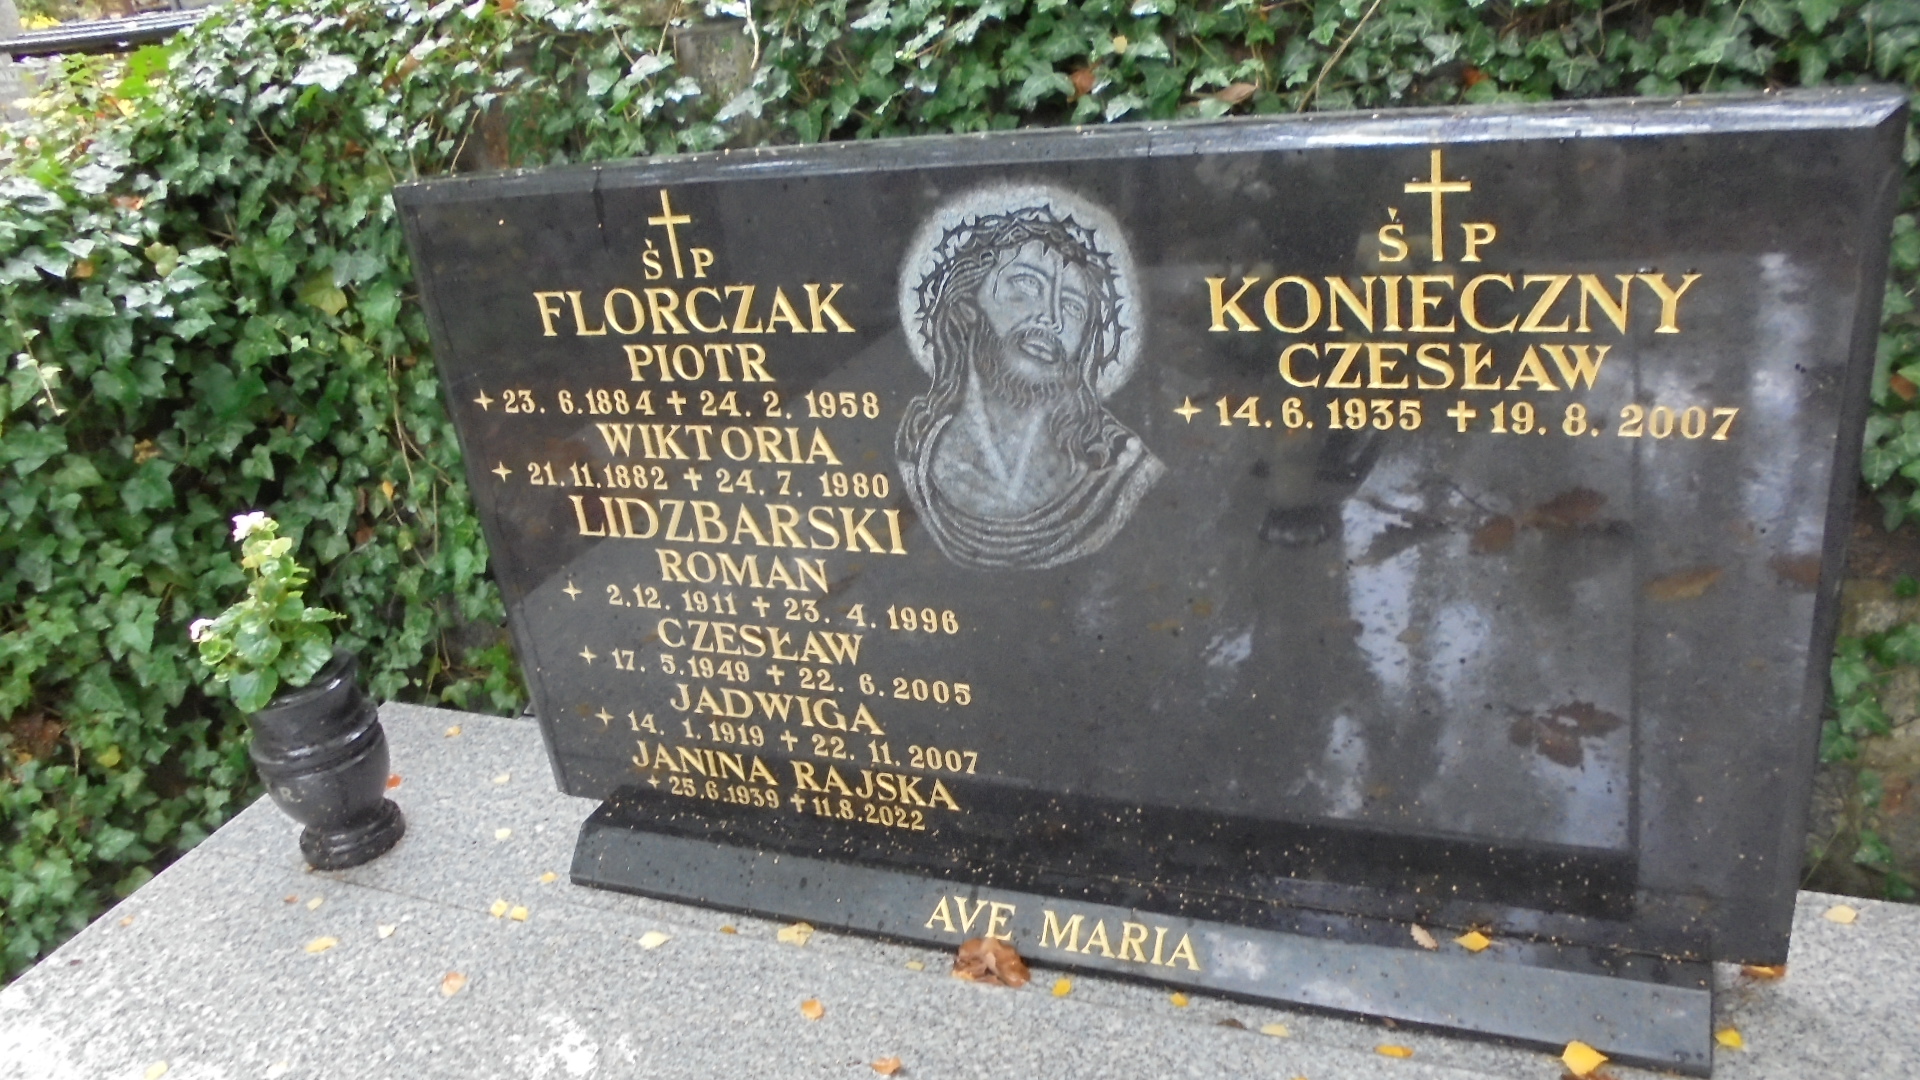 Ś P
FLORCZAK
PIOTR
23. 6. 1884 ✝ 24. 2. 1958
WIKTORIA
21. 11. 1882 ✝ 24. 7. 1980
LIDZBARSKI
ROMAN
2. 12. 1911 ✝ 23. 4. 1996
CZESŁAW
17. 5. 1949 ✝ 22. 6. 2005
JADWIGA
14. 1. 1919 ✝ 22. 11. 2007
JANINA RAJSKA
25.6.1939 ✝ 11.8.2022
Ś P
KONIECZNY
CZESŁAW
14. 6. 1935 ✝ 19. 8. 2007
AVE MARIA